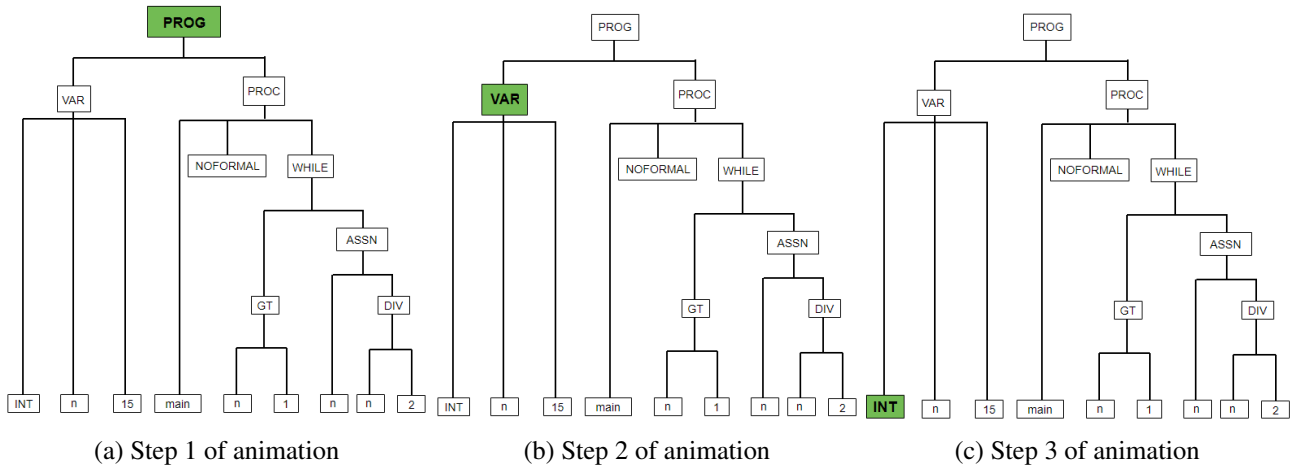 PROG
VAR
PROC
NOFORMAL
WHILE
ASSN
GT
DIV
INT n 15 main n 1 n n 2
(a) Step 1 of animation
PROG
VAR
PROC
NOFORMAL
WHILE
ASSN
GT
DIV
INT n 15 main n 1 n n 2
(b) Step 2 of animation
PROG
VAR
PROC
NOFORMAL
WHILE
ASSN
GT
DIV
INT n 15 main n 1 n n 2
(c) Step 3 of animation